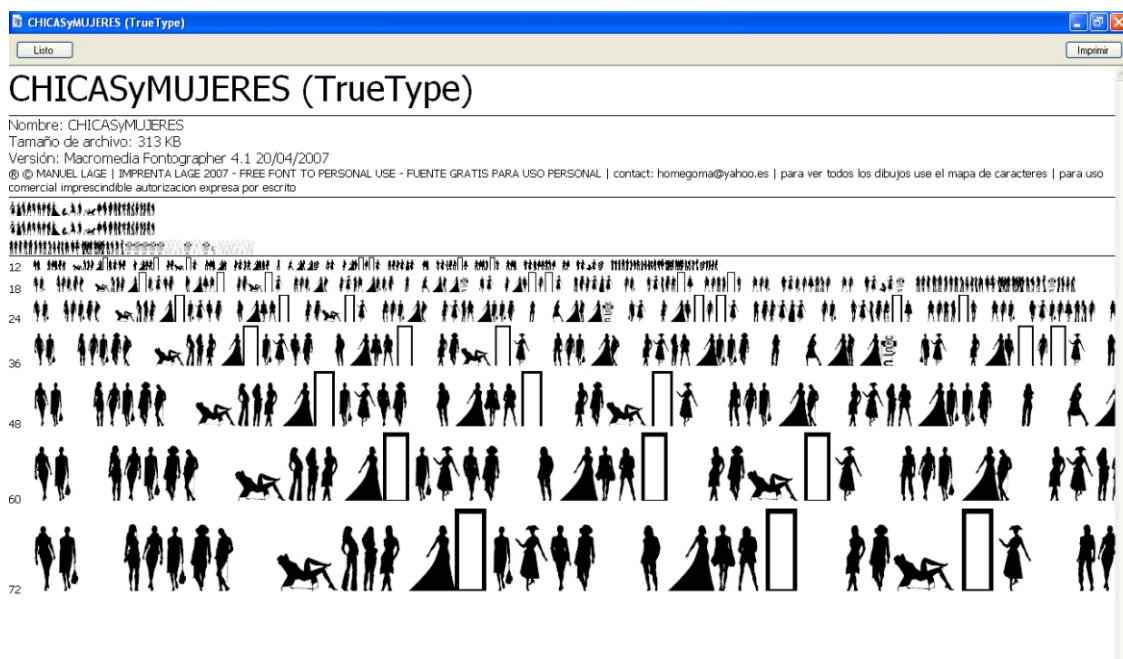 CHICASyMUJERES (TrueType)
Listo
Imprimir
CHICASyMUJERES (TrueType)
Nombre: CHICASyMUJERES
Tamaño de archivo: 313 KB
Versión: Macromedia Fontographer 4.1 20/04/2007
® © MANUEL LAGE | IMPRENTA LAGE 2007 - FREE FONT TO PERSONAL USE - FUENTE GRATIS PARA USO PERSONAL | contact: homegoma@yahoo.es | para ver todos los dibujos use el mapa de caracteres | para uso
comercial imprescindible autorizacion expresa por escrito
12
18
24
36
48
60
72